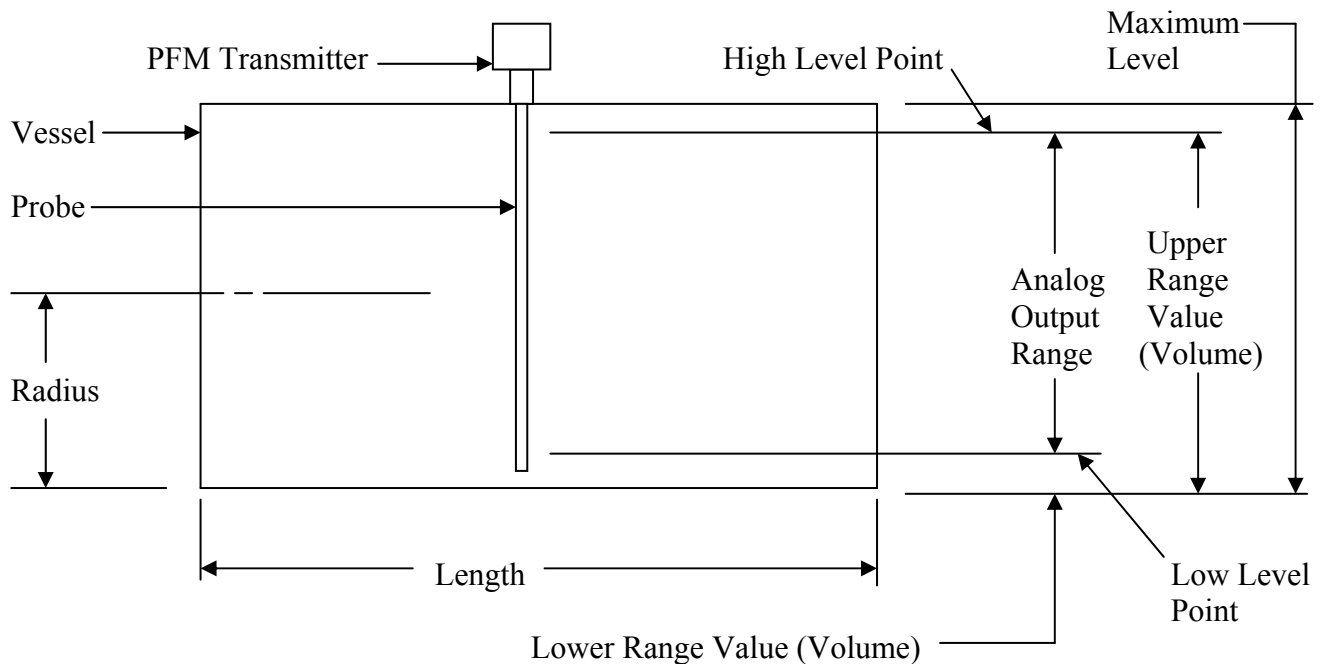 Maximum
Level
PFM Transmitter
High Level Point
Vessel
Probe
Upper
Range
Value
(Volume)
Analog
Output
Range
Radius
Length
Low Level
Point
Lower Range Value (Volume)